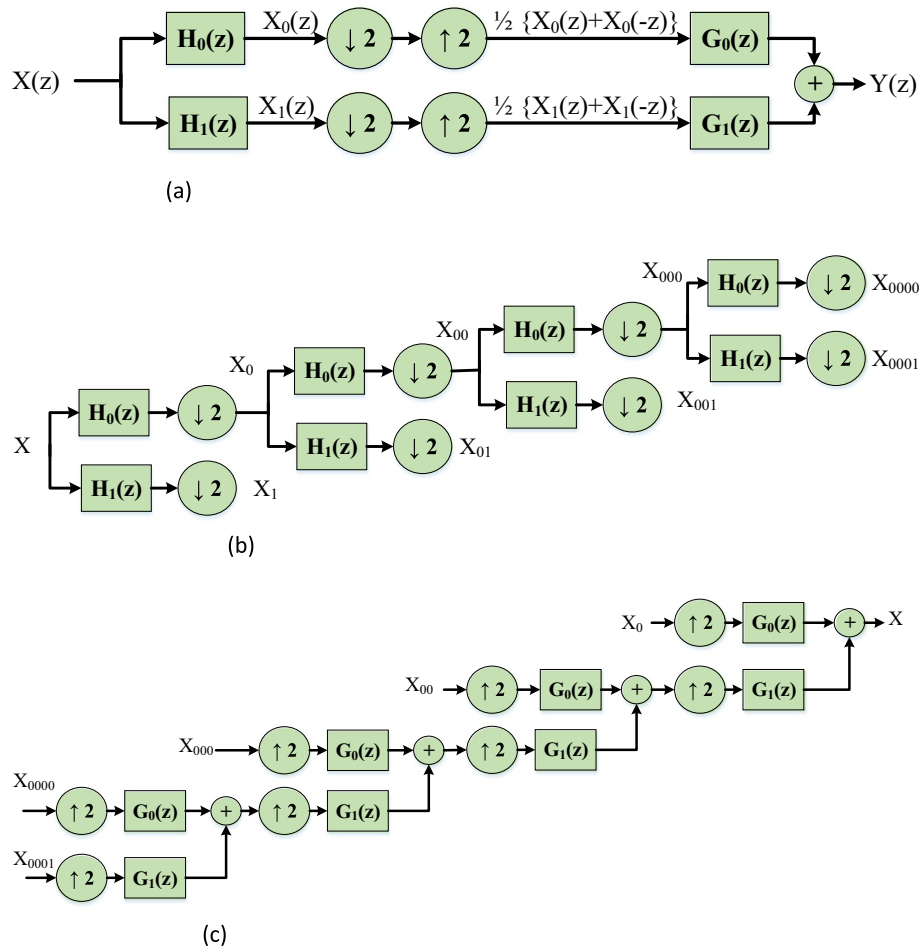 X₀(z) ½ {X₀(z)+X₀(-z)}
H₀(z) ↓ 2 ↑ 2 G₀(z)
X(z) + Y(z)
X₁(z) ½ {X₁(z)+X₁(-z)}
H₁(z) ↓ 2 ↑ 2 G₁(z)
(a)
X₀₀₀ H₀(z) ↓ 2 X₀₀₀₀
X₀₀ H₀(z) ↓ 2 H₁(z) ↓ 2 X₀₀₀₁
X₀ H₀(z) ↓ 2 H₁(z) ↓ 2 X₀₀₁
H₀(z) ↓ 2 H₁(z) ↓ 2 X₀₁
X
H₁(z) ↓ 2 X₁
(b)
X₀ ↑ 2 G₀(z) + X
X₀₀ ↑ 2 G₀(z) + ↑ 2 G₁(z)
X₀₀₀ ↑ 2 G₀(z) + ↑ 2 G₁(z)
X₀₀₀₀ ↑ 2 G₀(z) + ↑ 2 G₁(z)
X₀₀₀₁ ↑ 2 G₁(z)
(c)